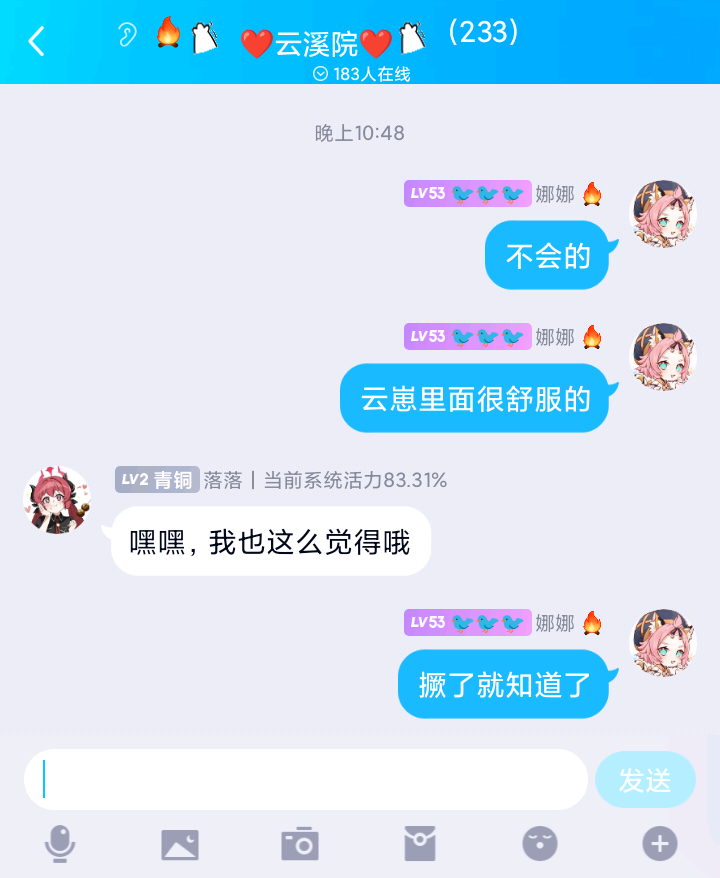 云溪院 (233)
183人在线
晚上10:48
LV53 娜娜
不会的
LV53 娜娜
云崽里面很舒服的
LV2 青铜 落落丨当前系统活力83.31%
嘿嘿，我也这么觉得哦
LV53 娜娜
撅了就知道了
发送